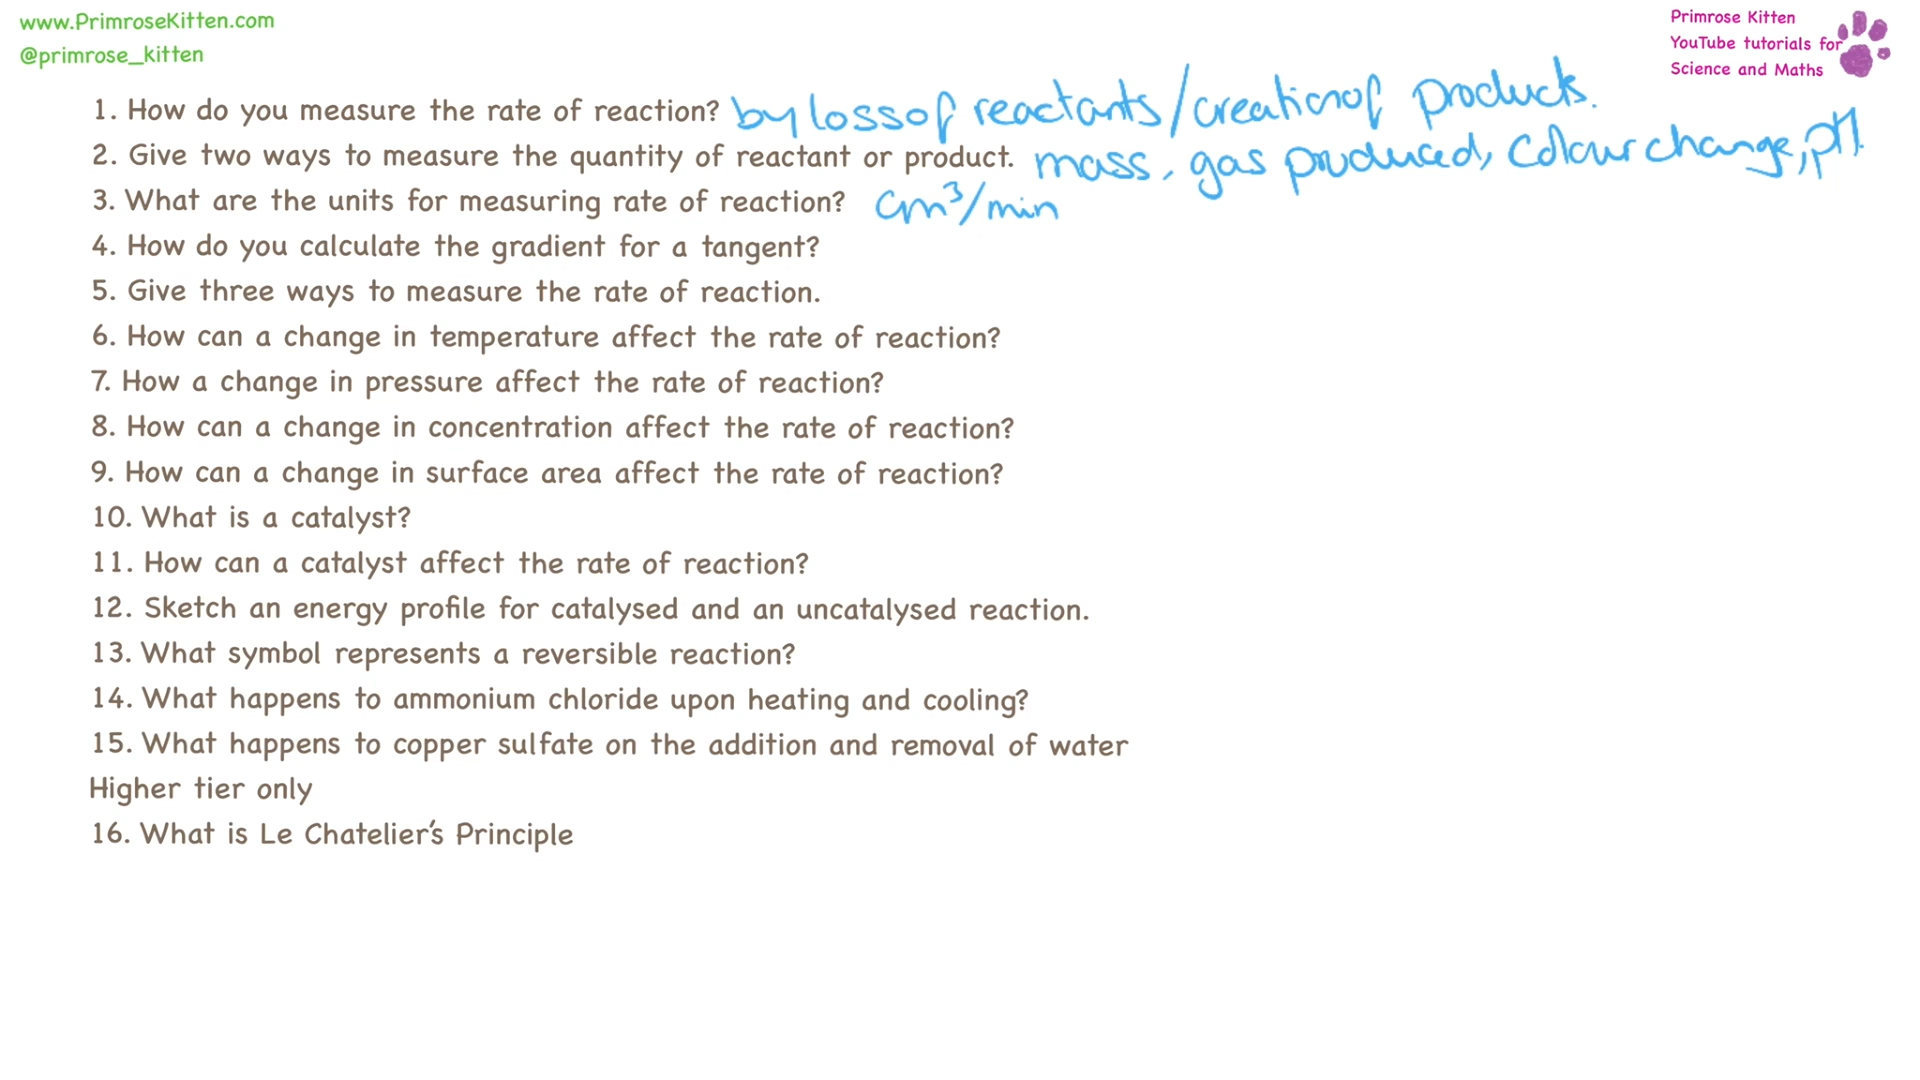 www.PrimroseKitten.com
@primrose_kitten
Primrose Kitten
YouTube tutorials for
Science and Maths
1. How do you measure the rate of reaction? by loss of reactants/creation of products.
2. Give two ways to measure the quantity of reactant or product. mass, gas produced, Colour change, pH.
3. What are the units for measuring rate of reaction? cm³/min
4. How do you calculate the gradient for a tangent?
5. Give three ways to measure the rate of reaction.
6. How can a change in temperature affect the rate of reaction?
7. How a change in pressure affect the rate of reaction?
8. How can a change in concentration affect the rate of reaction?
9. How can a change in surface area affect the rate of reaction?
10. What is a catalyst?
11. How can a catalyst affect the rate of reaction?
12. Sketch an energy profile for catalysed and an uncatalysed reaction.
13. What symbol represents a reversible reaction?
14. What happens to ammonium chloride upon heating and cooling?
15. What happens to copper sulfate on the addition and removal of water
Higher tier only
16. What is Le Chatelier's Principle